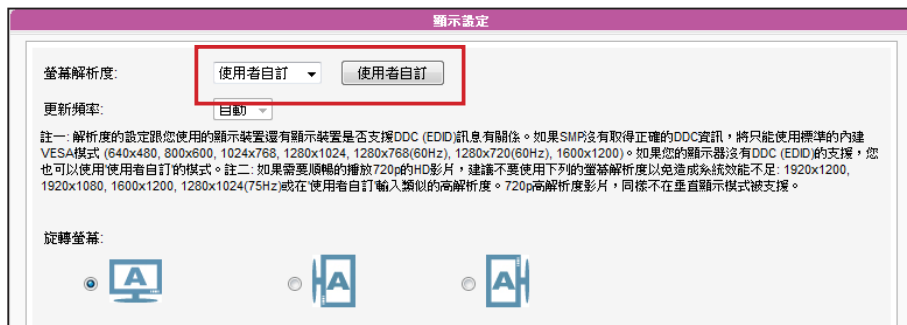 顯示設定
螢幕解析度: 使用者自訂 使用者自訂
更新頻率: 自動
註一: 解析度的設定跟您使用的顯示裝置還有顯示裝置是否支援DDC (EDID)訊息有關係。如果SMP沒有取得正確的DDC資訊，將只能使用標準的內建
VESA模式 (640x480, 800x600, 1024x768, 1280x1024, 1280x768(60Hz), 1280x720(60Hz), 1600x1200)。如果您的顯示器沒有DDC (EDID)的支援，您
也可以使用'使用者自訂'的模式。註二: 如果需要順暢的播放720p的HD影片，建議不要使用下列的螢幕解析度以免造成系統效能不足: 1920x1200,
1920x1080, 1600x1200, 1280x1024(75Hz)或在'使用者自訂'輸入類似的高解析度。720p高解析度影片，同樣不在垂直顯示模式被支援。
旋轉螢幕:
A A A